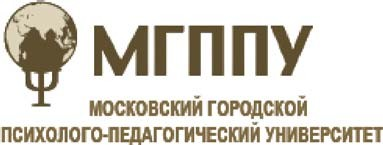 МГППУ
МОСКОВСКИЙ ГОРОДСКОЙ
ПСИХОЛОГО-ПЕДАГОГИЧЕСКИЙ УНИВЕРСИТЕТ